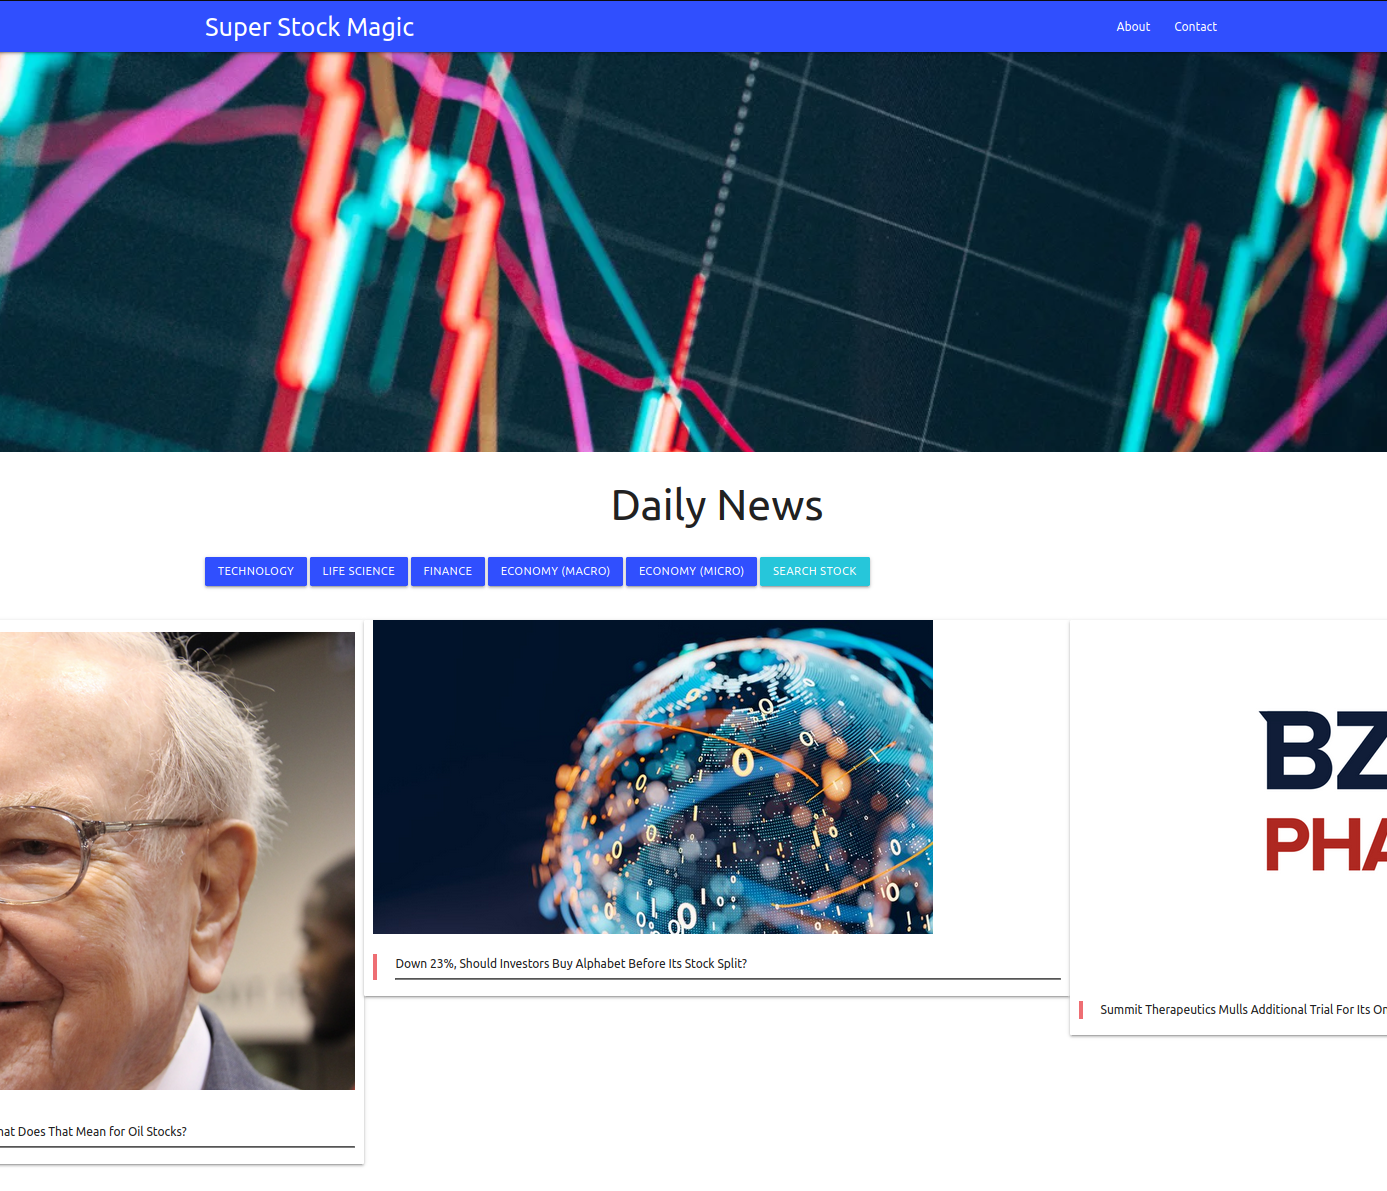 Super Stock Magic
About Contact
Daily News
TECHNOLOGY LIFE SCIENCE FINANCE ECONOMY (MACRO) ECONOMY (MICRO) SEARCH STOCK
BZ
PHA
Down 23%, Should Investors Buy Alphabet Before Its Stock Split?
Summit Therapeutics Mulls Additional Trial For Its
Does That Mean for Oil Stocks?